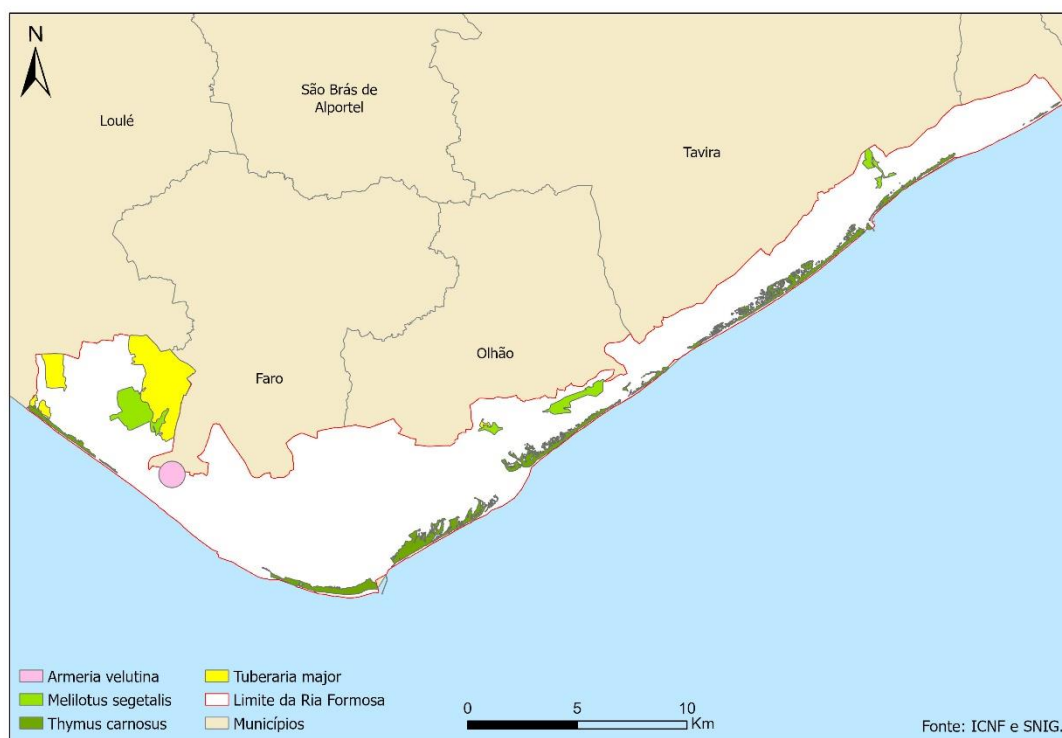 N
São Brás de
Alportel
Loulé
Tavira
Olhão
Faro
Armeria velutina
Melilotus segetalis
Thymus carnosus
Tuberaria major
Limite da Ria Formosa
Municípios
0 5 10
Km
Fonte: ICNF e SNIG.